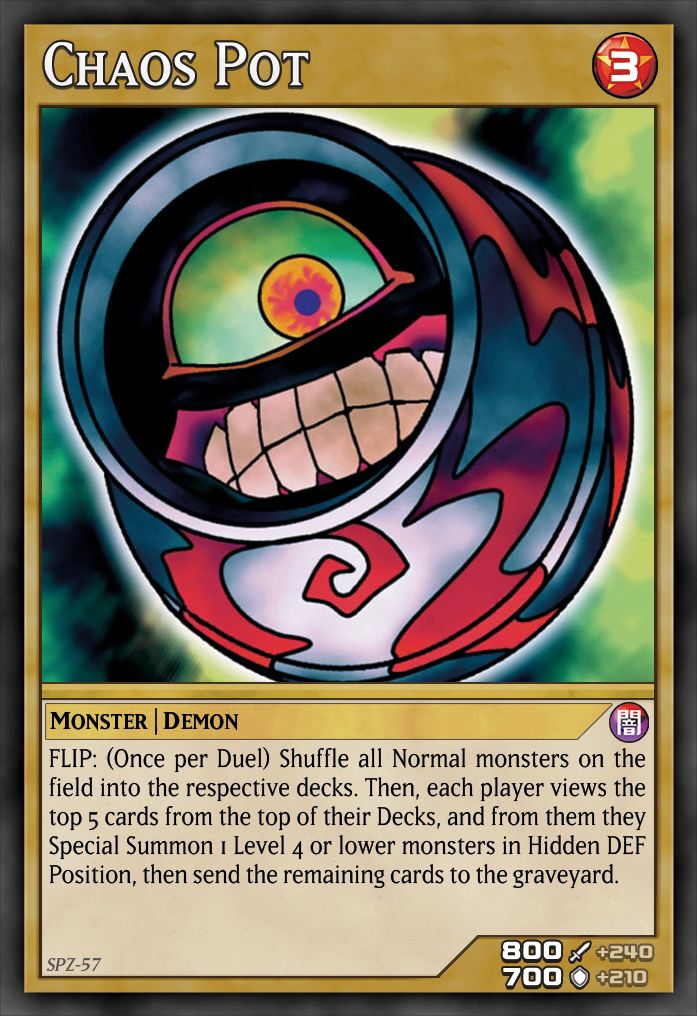 Chaos Pot
3
Monster | Demon
闇
FLIP: (Once per Duel) Shuffle all Normal monsters on the
field into the respective decks. Then, each player views the
top 5 cards from the top of their Decks, and from them they
Special Summon 1 Level 4 or lower monsters in Hidden DEF
Position, then send the remaining cards to the graveyard.
SPZ-57
800 +240
700 +210